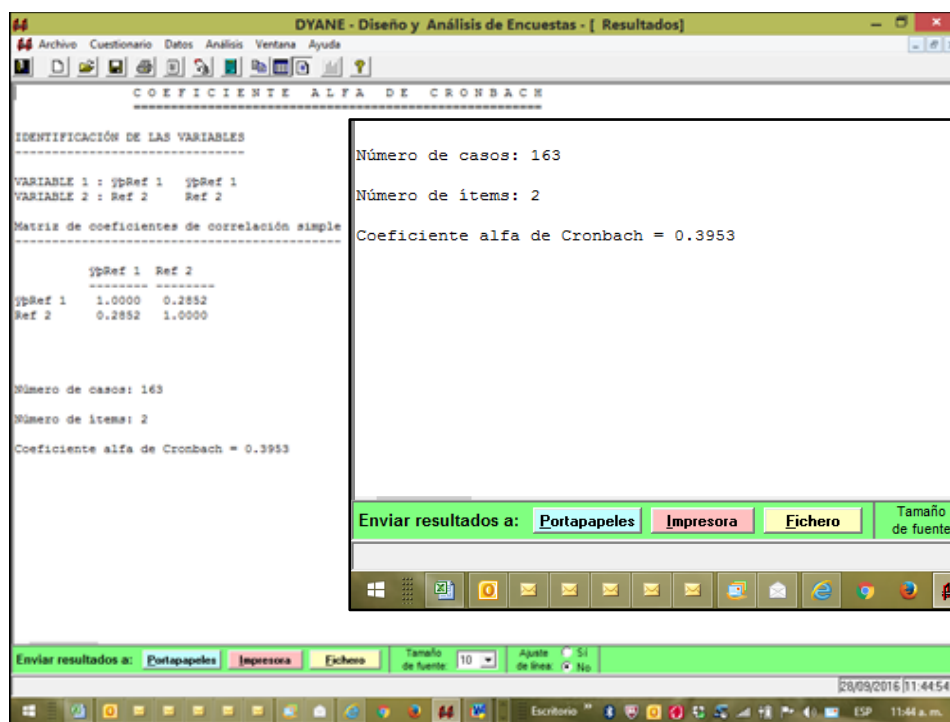 DYANE - Diseño y Análisis de Encuestas - [ Resultados]
Archivo Cuestionario Datos Análisis Ventana Ayuda
C O E F I C I E N T E A L F A D E C R O N B A C H
IDENTIFICACIÓN DE LAS VARIABLES
VARIABLE 1 : ÿþRef 1 ÿþRef 1
VARIABLE 2 : Ref 2 Ref 2
Matriz de coeficientes de correlación simple
ÿþRef 1 Ref 2
ÿþRef 1 1.0000 0.2852
Ref 2 0.2852 1.0000
Número de casos: 163
Número de ítems: 2
Coeficiente alfa de Cronbach = 0.3953
Número de casos: 163
Número de ítems: 2
Coeficiente alfa de Cronbach = 0.3953
Enviar resultados a: Portapapeles Impresora Fichero Tamaño de fuente
Enviar resultados a: Portapapeles Impresora Fichero Tamaño de fuente: 10 Ajuste de línea: Sí No
28/09/2016 11:44:54
Escritorio ESP 11:44 a. m.